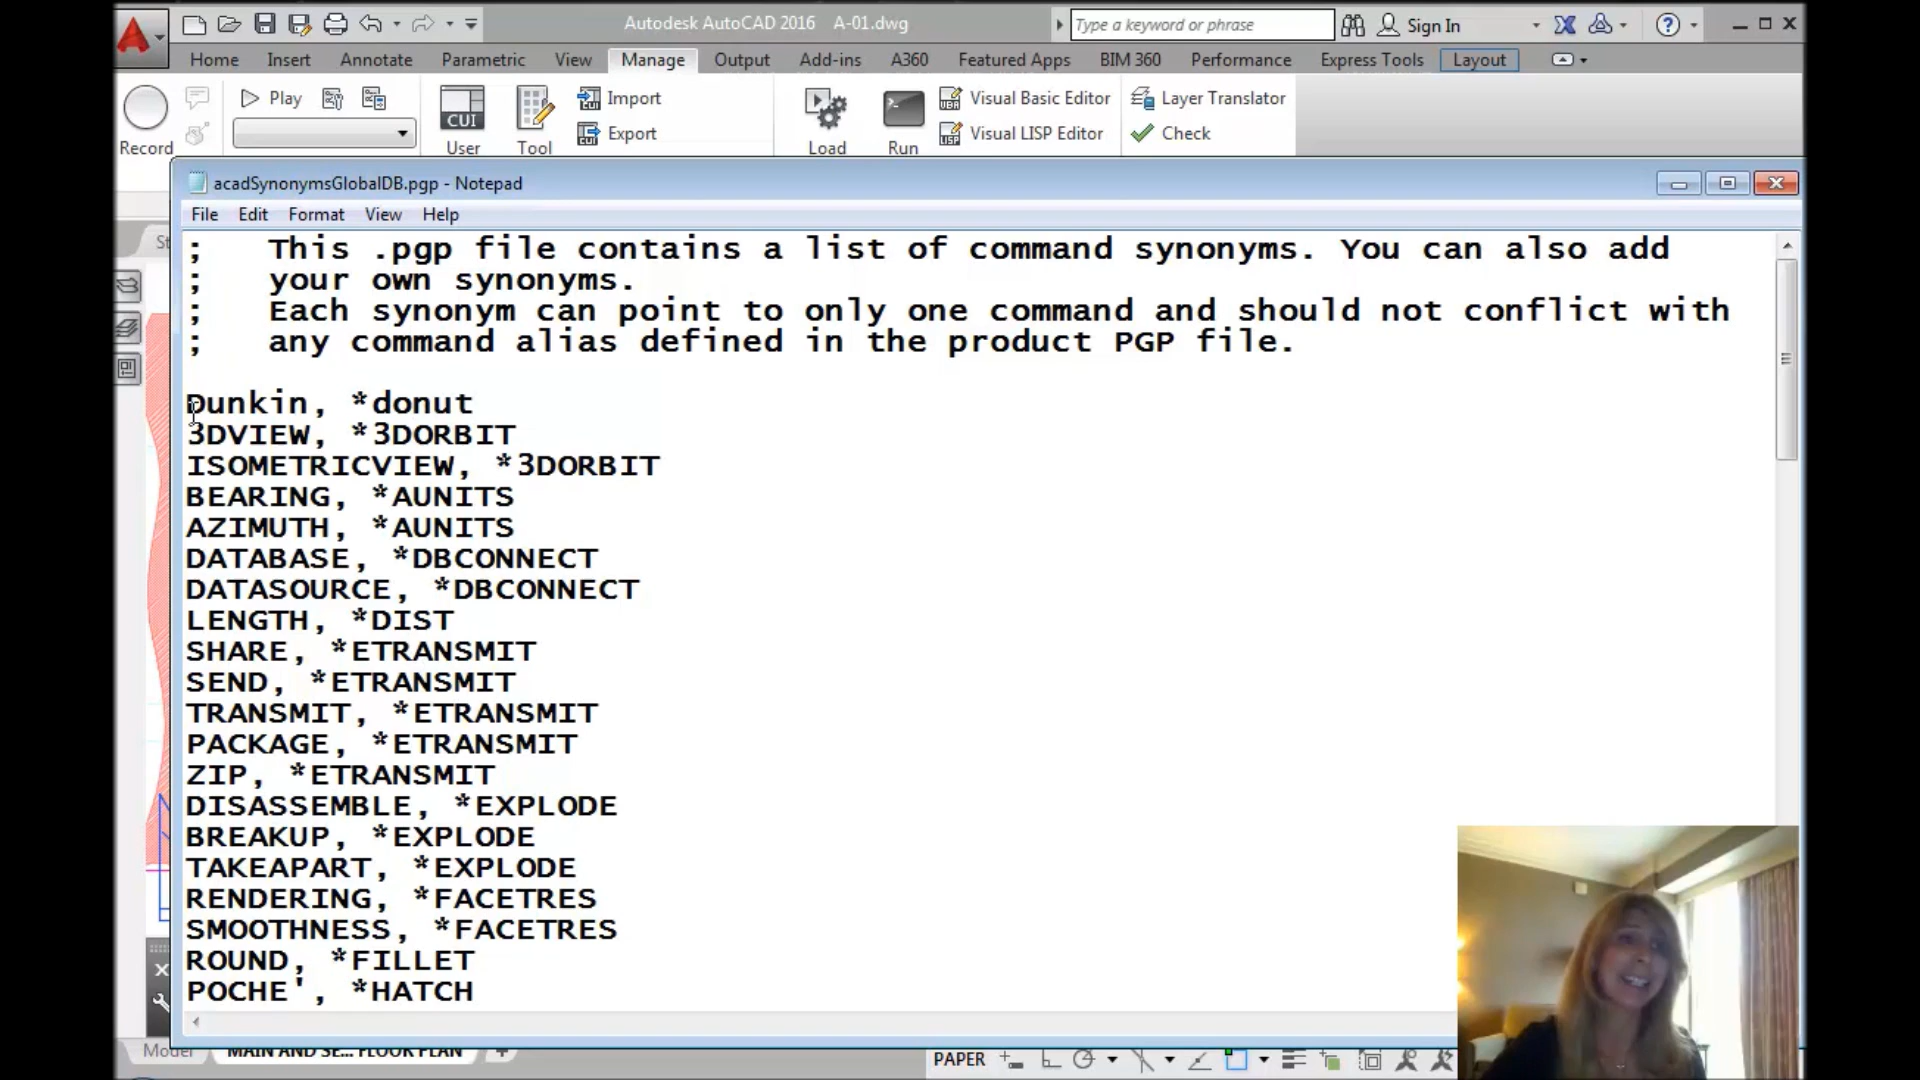 Autodesk AutoCAD 2016 A-01.dwg
Type a keyword or phrase
Sign In
Home Insert Annotate Parametric View Manage Output Add-ins A360 Featured Apps BIM 360 Performance Express Tools Layout
Play
Import
Visual Basic Editor
Layer Translator
CUI
Export
Visual LISP Editor
Check
Record User Tool Load Run
acadSynonymsGlobalDB.pgp - Notepad
File Edit Format View Help
; This .pgp file contains a list of command synonyms. You can also add
; your own synonyms.
; Each synonym can point to only one command and should not conflict with
; any command alias defined in the product PGP file.
Dunkin, *donut
3DVIEW, *3DORBIT
ISOMETRICVIEW, *3DORBIT
BEARING, *AUNITS
AZIMUTH, *AUNITS
DATABASE, *DBCONNECT
DATASOURCE, *DBCONNECT
LENGTH, *DIST
SHARE, *ETRANSMIT
SEND, *ETRANSMIT
TRANSMIT, *ETRANSMIT
PACKAGE, *ETRANSMIT
ZIP, *ETRANSMIT
DISASSEMBLE, *EXPLODE
BREAKUP, *EXPLODE
TAKEAPART, *EXPLODE
RENDERING, *FACETRES
SMOOTHNESS, *FACETRES
ROUND, *FILLET
POCHE', *HATCH
Model MAIN AND SE... FLOOR PLAN
PAPER